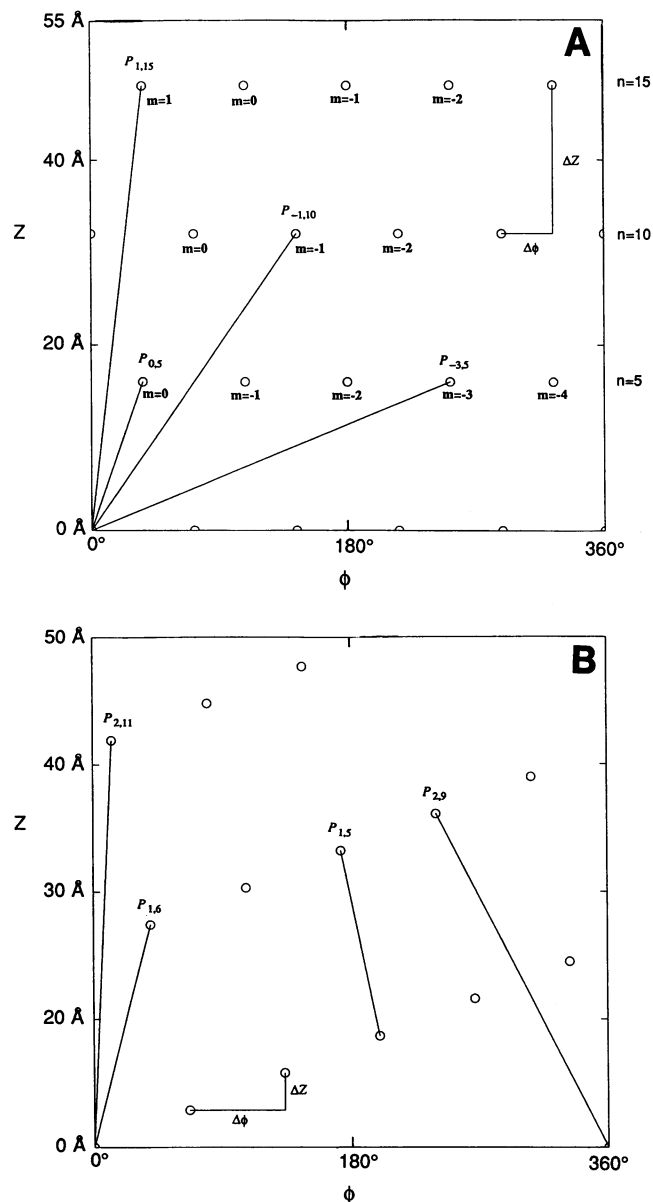 A
55 Å
P1,15
n=15
m=1 m=0 m=-1 m=-2
40 Å
ΔZ
P-1,10
Z
n=10
m=0 m=-1 m=-2
Δϕ
20 Å
P0,5
P-3,5
n=5
m=0 m=-1 m=-2 m=-3 m=-4
0 Å
0° 180° 360°
ϕ
50 Å
B
P2,11
40 Å
Z
P2,9
P1,5
30 Å
P1,6
20 Å
ΔZ
Δϕ
0 Å
0° 180° 360°
ϕ